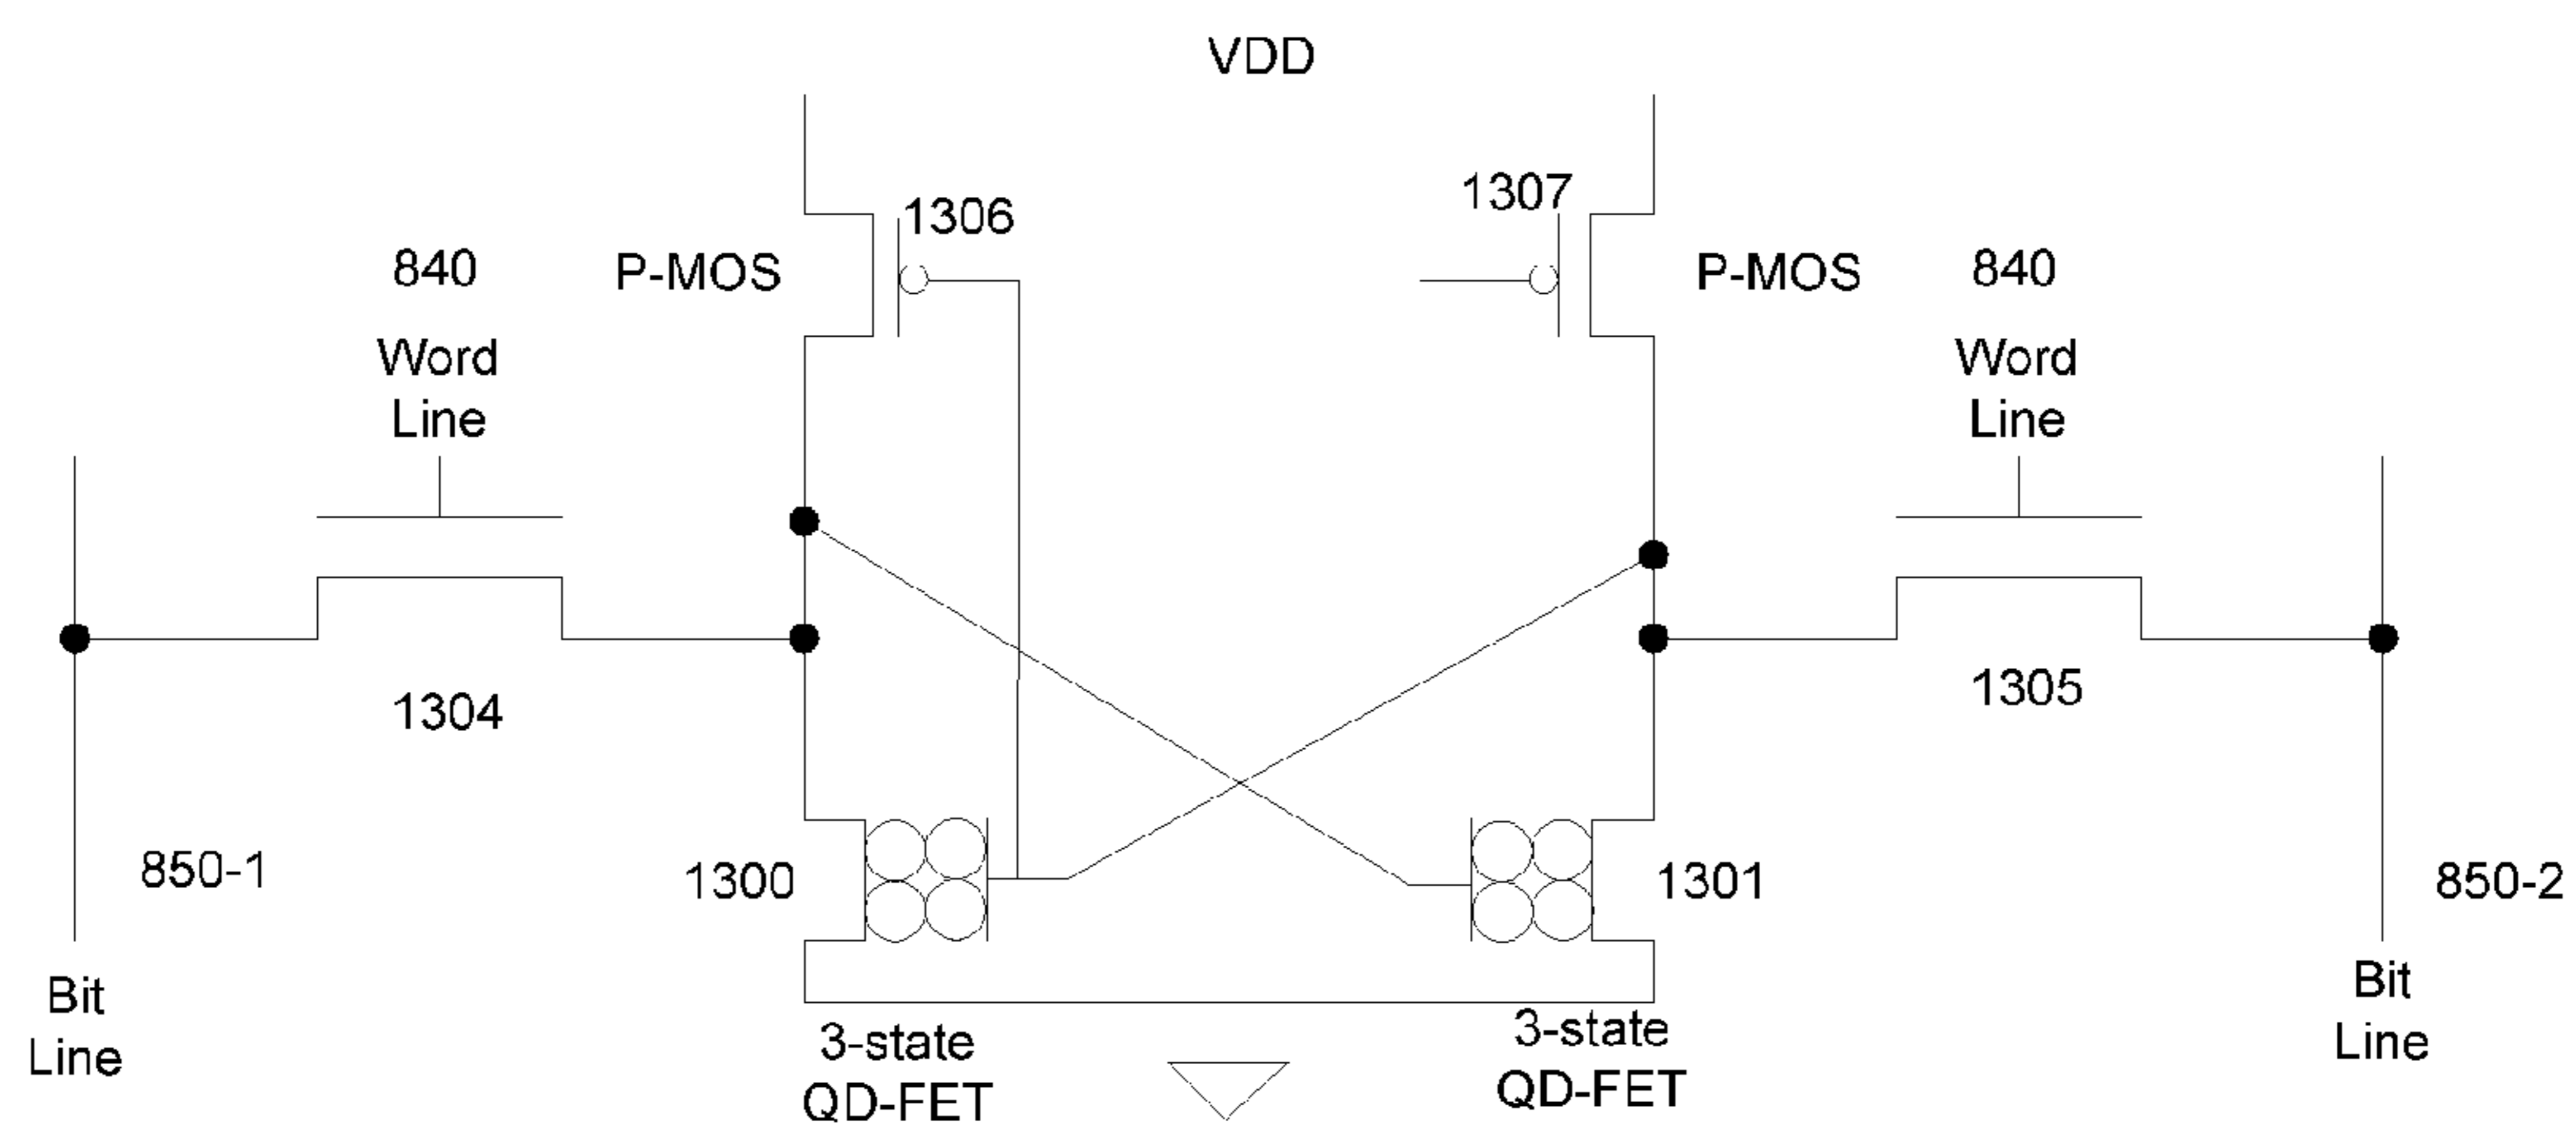 VDD
1306
1307
840
P-MOS
P-MOS
840
Word
Line
Word
Line
1304
1305
850-1
1300
1301
850-2
Bit
Line
3-state
QD-FET
3-state
QD-FET
Bit
Line